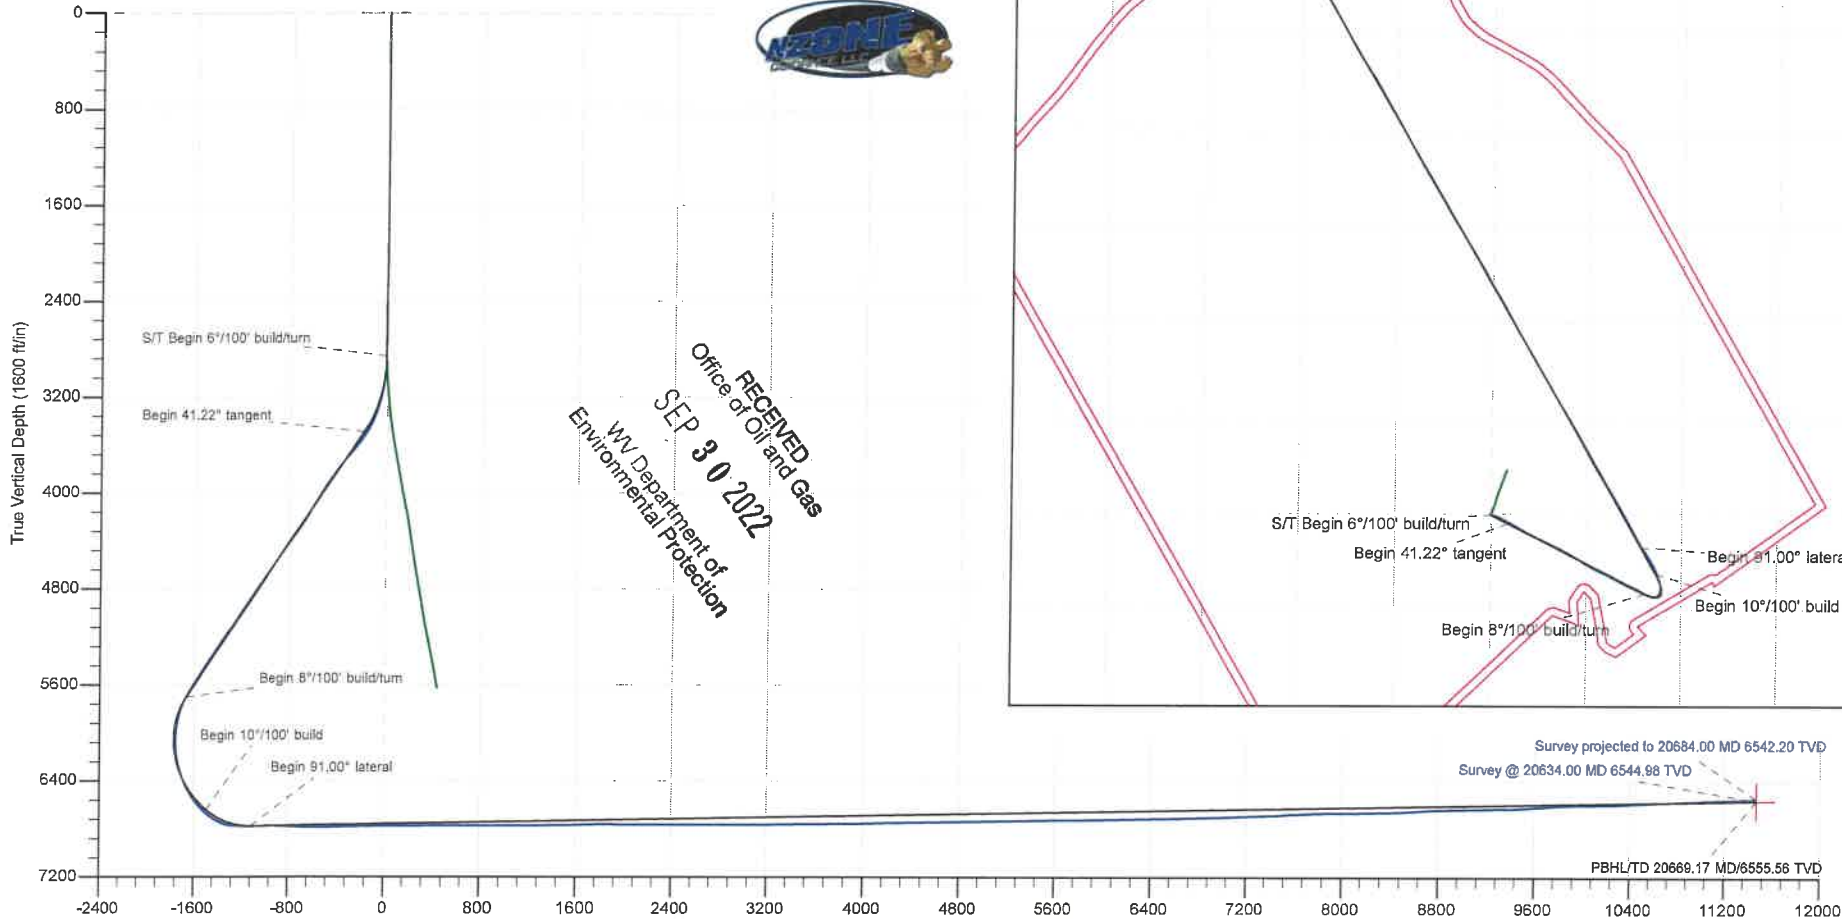 NZONE
0
800
1600
2400
3200
4000
4800
5600
6400
7200
True Vertical Depth (1600 ft/in)
S/T Begin 6°/100' build/turn
Begin 41.22° tangent
Begin 8°/100' build/turn
Begin 10°/100' build
Begin 91.00° lateral
RECEIVED
Office of Oil and Gas
SEP 30 2022
WV Department of
Environmental Protection
S/T Begin 6°/100' build/turn
Begin 41.22° tangent
Begin 91.00° latera
Begin 10°/100' build
Begin 8°/100' build/turn
Survey projected to 20684.00 MD 6542.20 TVD
Survey @ 20634.00 MD 6544.98 TVD
PBHL/TD 20669.17 MD/6555.56 TVD
-2400 -1600 -800 0 800 1600 2400 3200 4000 4800 5600 6400 7200 8000 8800 9600 10400 11200 12000